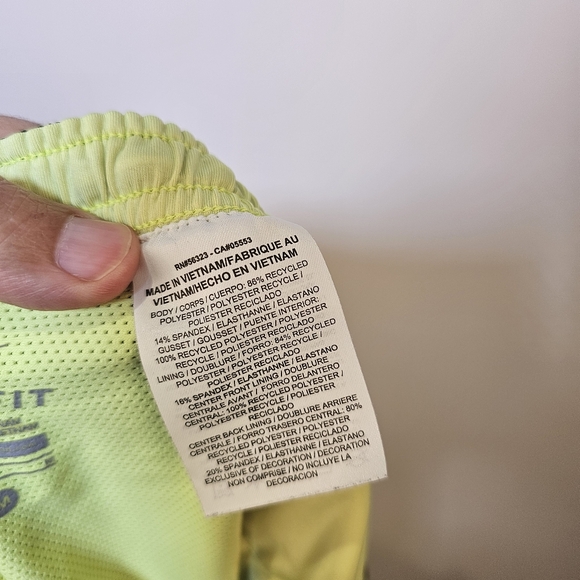 RN#56323 - CA#05553
MADE IN VIETNAM/FABRIQUE AU
VIETNAM/HECHO EN VIETNAM
BODY / CORPS / CUERPO: 86% RECYCLED
POLYESTER / POLYESTER RECYCLE /
POLIESTER RECICLADO
14% SPANDEX / ELASTHANNE / ELASTANO
GUSSET / GOUSSET / PUENTE INTERIOR:
100% RECYCLED POLYESTER / POLYESTER
RECYCLE / POLIESTER RECICLADO
LINING / DOUBLURE / FORRO: 84% RECYCLED
POLYESTER / POLYESTER RECYCLE /
POLIESTER RECICLADO
16% SPANDEX / ELASTHANNE / ELASTANO
CENTER FRONT LINING / DOUBLURE
CENTRALE AVANT / FORRO DELANTERO
CENTRAL: 100% RECYCLED POLYESTER /
POLYESTER RECYCLE / POLIESTER
RECICLADO
CENTER BACK LINING / DOUBLURE ARRIERE
CENTRALE / FORRO TRASERO CENTRAL: 80%
RECYCLED POLYESTER / POLYESTER
RECYCLE / POLIESTER RECICLADO
20% SPANDEX / ELASTHANNE / ELASTANO
EXCLUSIVE OF DECORATION / DECORATION
NON COMPRISE / NO INCLUYE LA
DECORACION
FIT